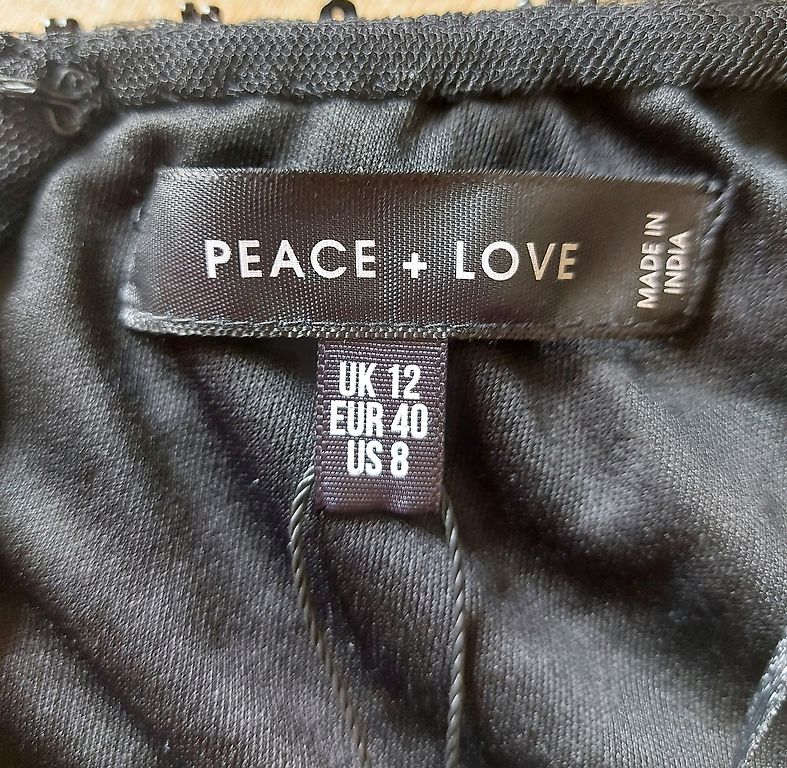 PEACE + LOVE
MADE IN
INDIA
UK 12
EUR 40
US 8